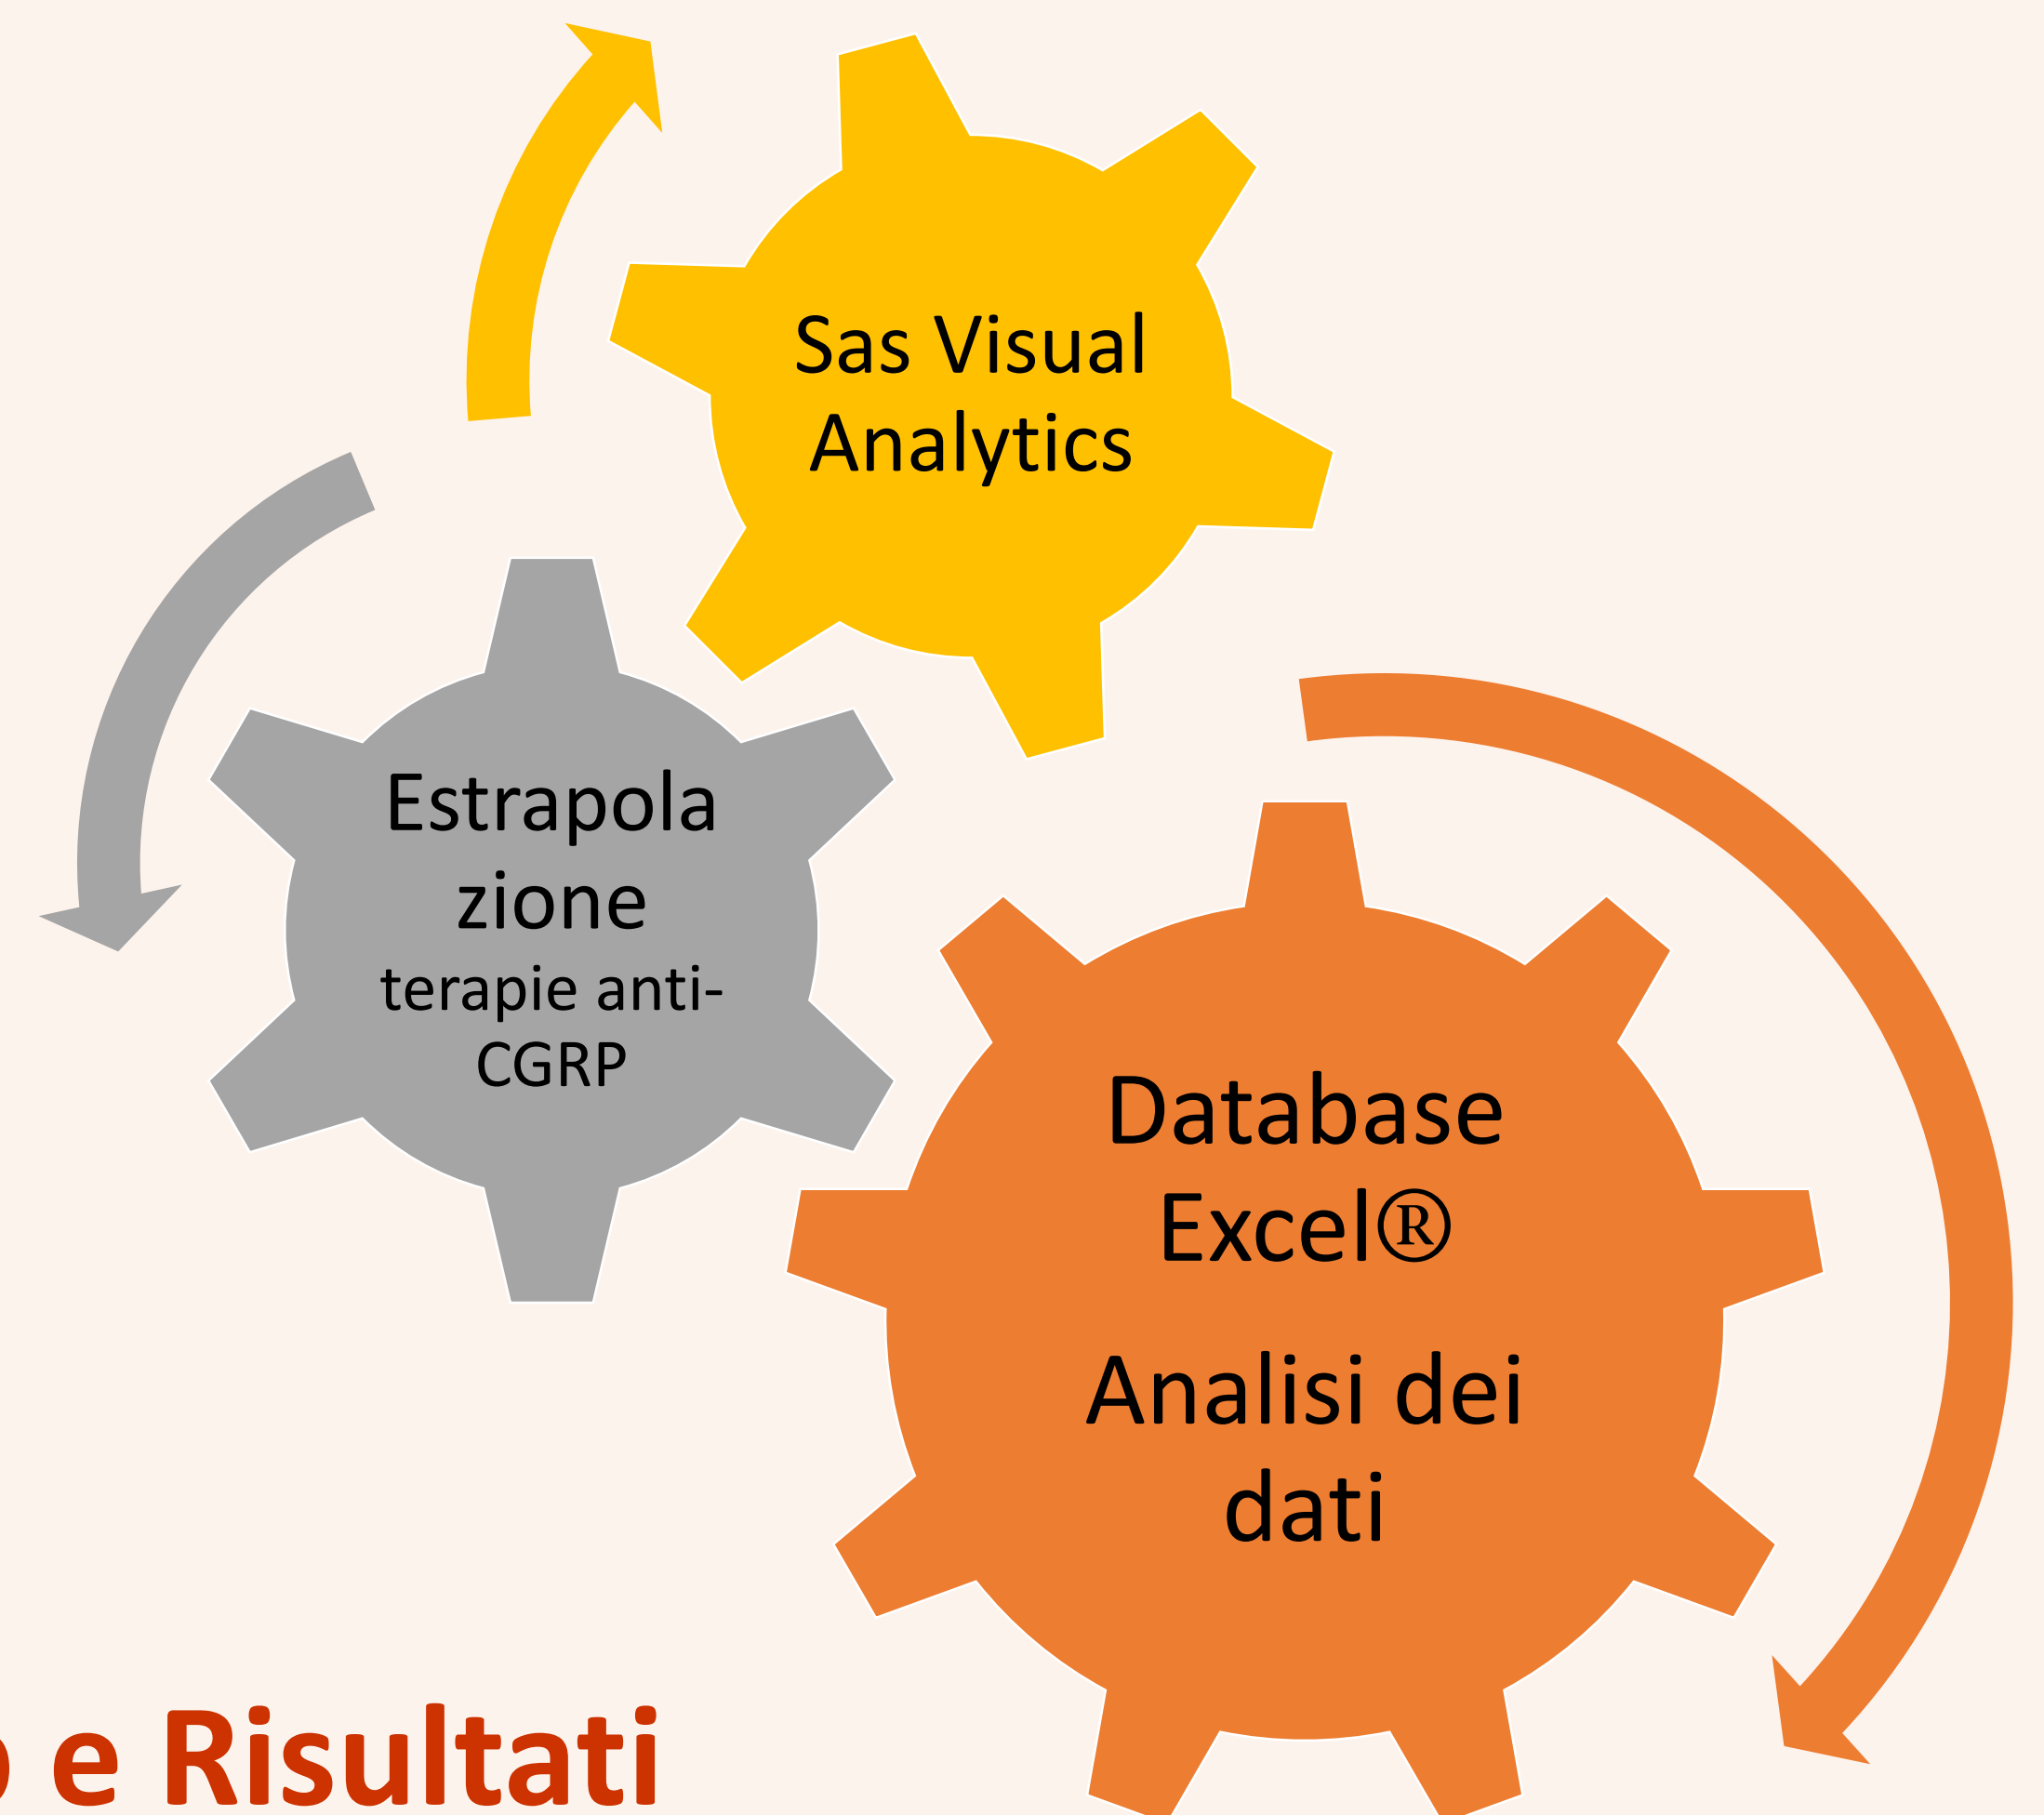 Sas Visual
Analytics
Estrapola
zione
terapie anti-
CGRP
Database
Excel®
Analisi dei
dati
e Risultati